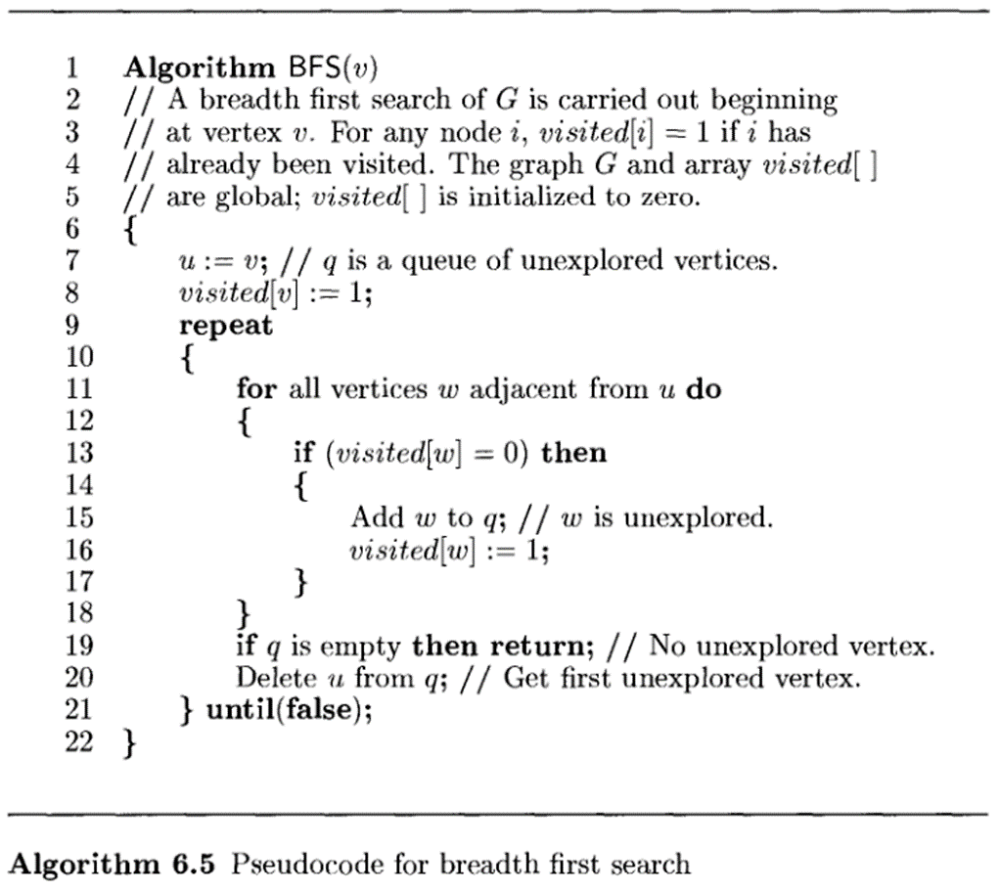 1 Algorithm BFS(v)
2 // A breadth first search of G is carried out beginning
3 // at vertex v. For any node i, visited[i] = 1 if i has
4 // already been visited. The graph G and array visited[ ]
5 // are global; visited[ ] is initialized to zero.
6 {
7 u := v; // q is a queue of unexplored vertices.
8 visited[v] := 1;
9 repeat
10 {
11 for all vertices w adjacent from u do
12 {
13 if (visited[w] = 0) then
14 {
15 Add w to q; // w is unexplored.
16 visited[w] := 1;
17 }
18 }
19 if q is empty then return; // No unexplored vertex.
20 Delete u from q; // Get first unexplored vertex.
21 } until(false);
22 }
Algorithm 6.5 Pseudocode for breadth first search